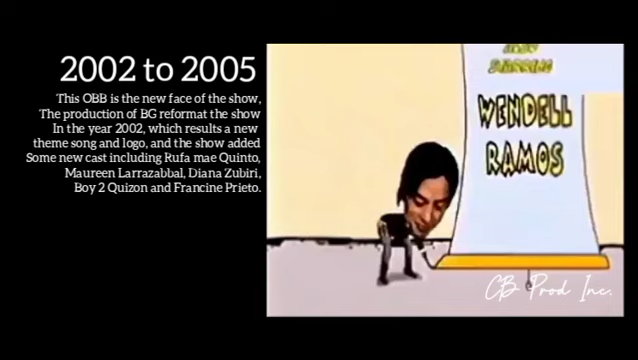 2002 to 2005
This OBB is the new face of the show,
The production of BG reformat the show
In the year 2002, which results a new
theme song and logo, and the show added
Some new cast including Rufa mae Quinto,
Maureen Larrazabbal, Diana Zubiri,
Boy 2 Quizon and Francine Prieto.
ALSO
STARRING
WENDELL
RAMOS
CB Prod Inc.